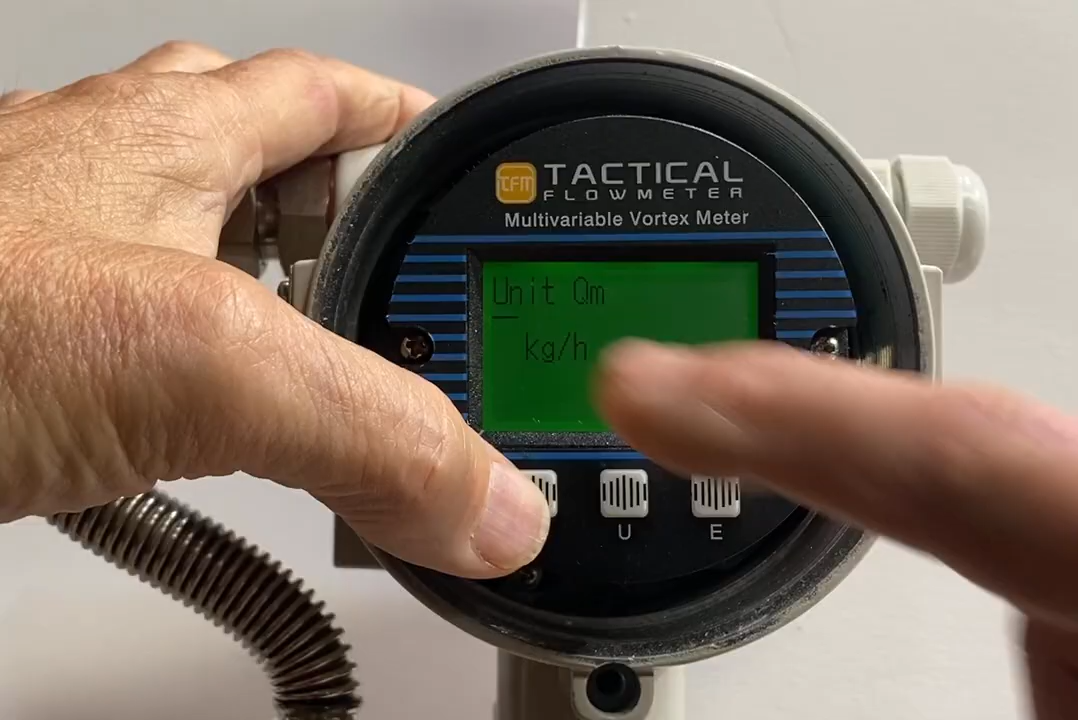 TFM TACTICAL
FLOWMETER
Multivariable Vortex Meter
Unit Qm
kg/h
U E